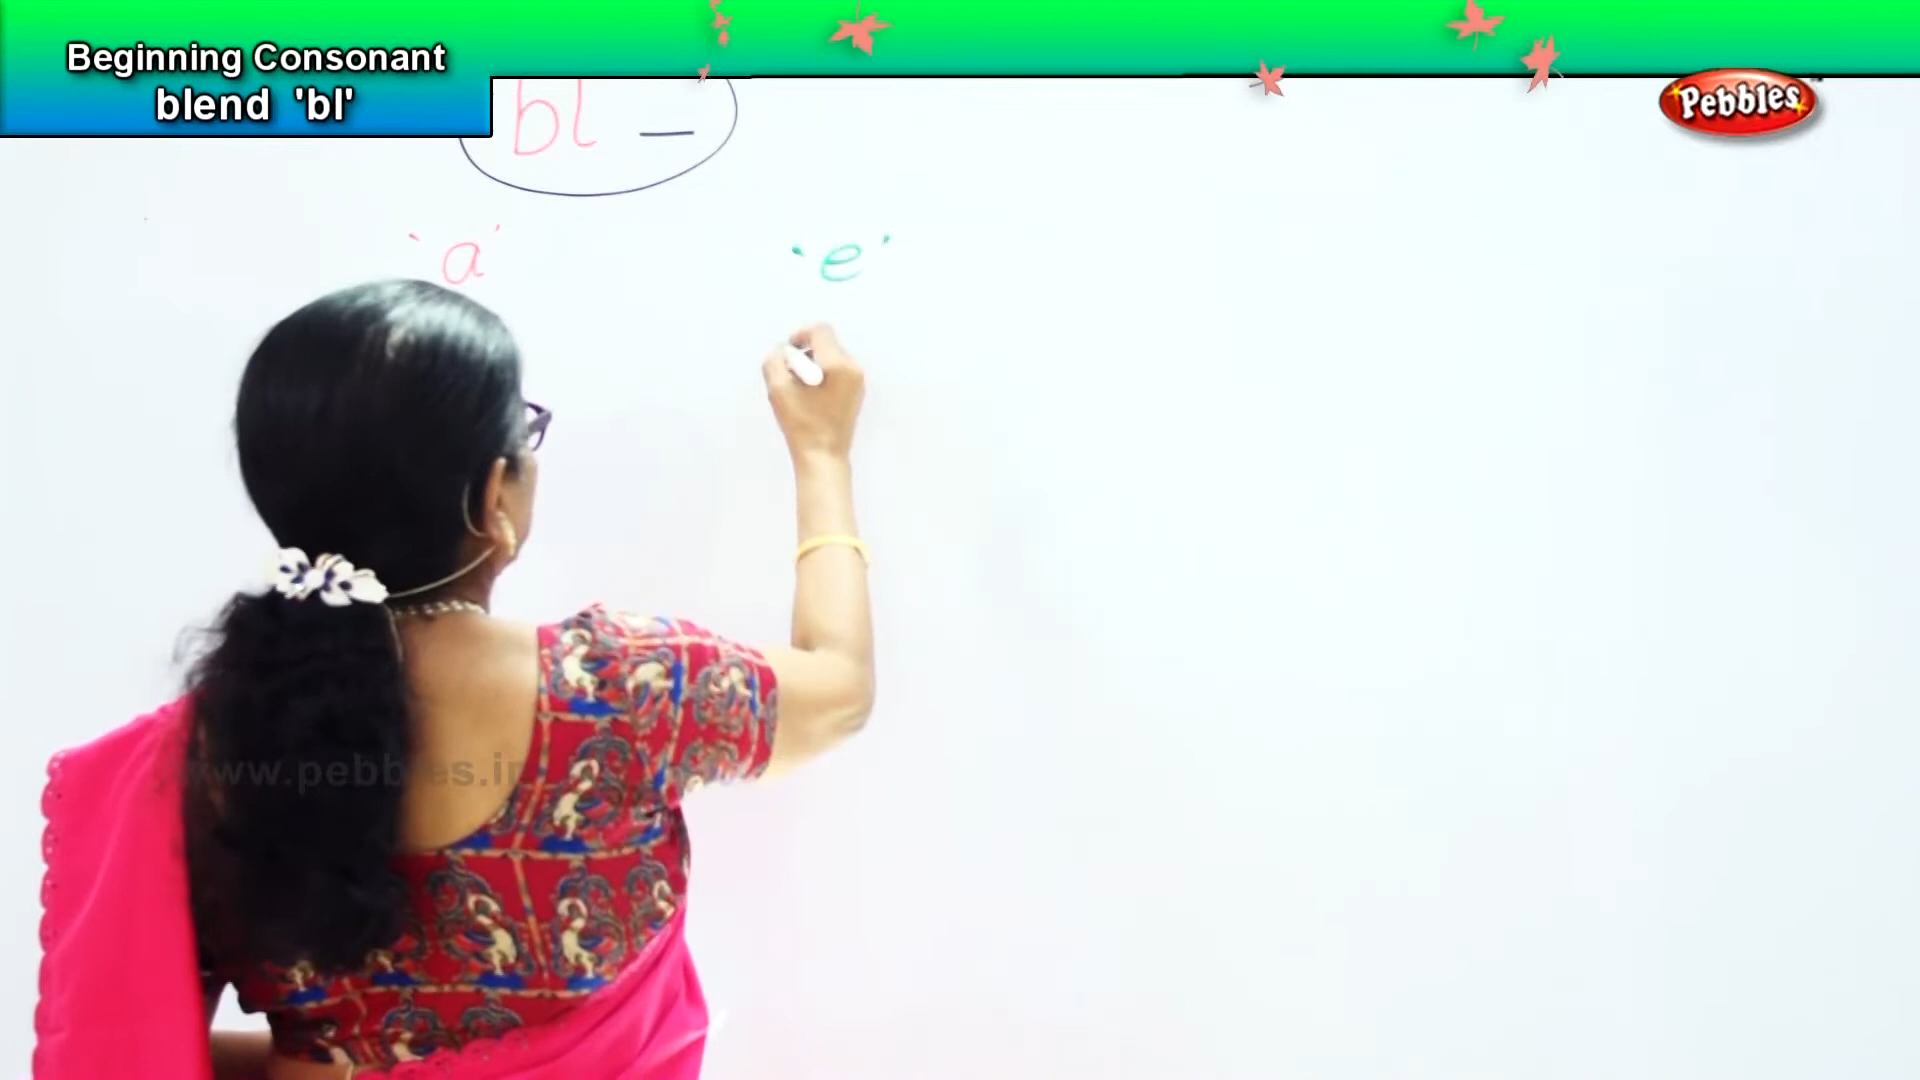 Beginning Consonant
blend 'bl'
Pebbles
bl _
'a' 'e'
www.pebbles.in